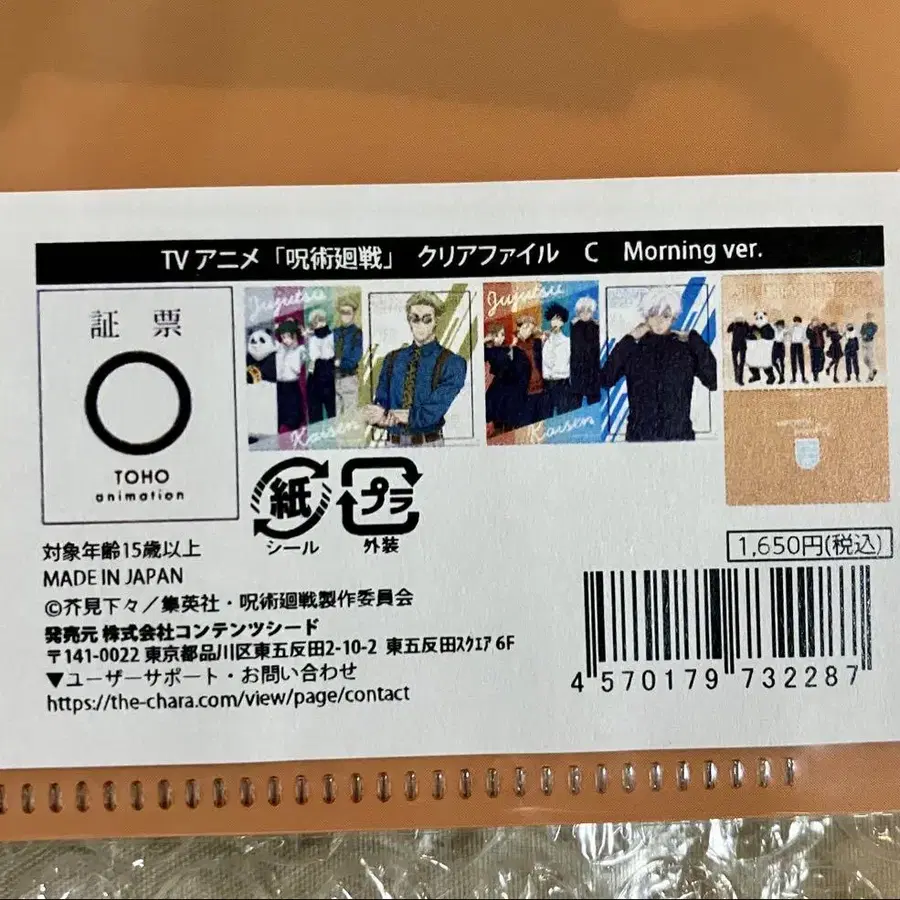 TV アニメ「呪術廻戦」 クリアファイル C Morning ver.
証 票
TOHO
animation
Jujutsu
Kaisen
Jujutsu
Kaisen
紙
シール
プラ
外装
対象年齢15歳以上
MADE IN JAPAN
©芥見下々／集英社・呪術廻戦製作委員会
発売元 株式会社コンテンツシード
〒141-0022 東京都品川区東五反田2-10-2 東五反田スクエア 6F
▼ユーザーサポート・お問い合わせ
https://the-chara.com/view/page/contact
1,650円(税込)
4 570179 732287